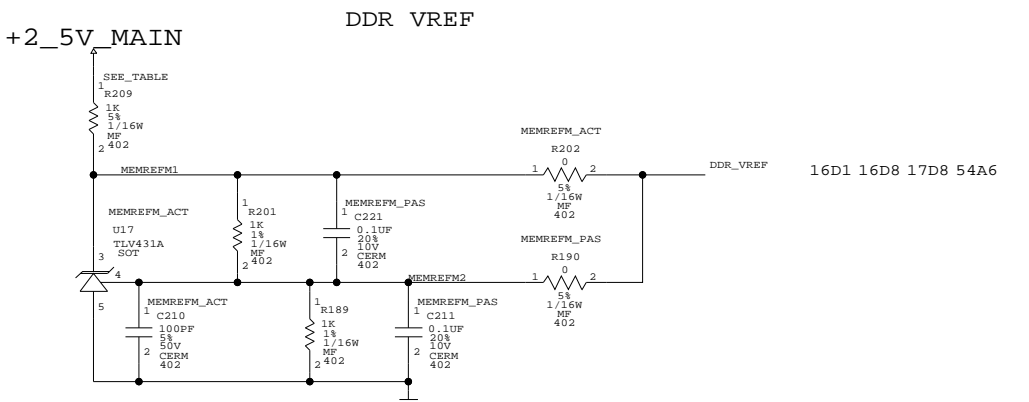 DDR VREF
+2_5V_MAIN
SEE_TABLE
1
R209
1K
5%
1/16W
MF
402
2
MEMREFM1
MEMREFM_ACT
R202
1
0
2
5%
1/16W
MF
402
DDR_VREF
16D1 16D8 17D8 54A6
MEMREFM_ACT
U17
TLV431A
SOT
3
4
5
1
R201
1K
1%
1/16W
MF
402
2
MEMREFM_PAS
1
C221
0.1UF
20%
10V
CERM
402
2
MEMREFM_PAS
R190
1
0
2
5%
1/16W
MF
402
MEMREFM2
MEMREFM_ACT
1
C210
100PF
5%
50V
CERM
402
2
1
R189
1K
1%
1/16W
MF
402
2
MEMREFM_PAS
1
C211
0.1UF
20%
10V
CERM
402
2